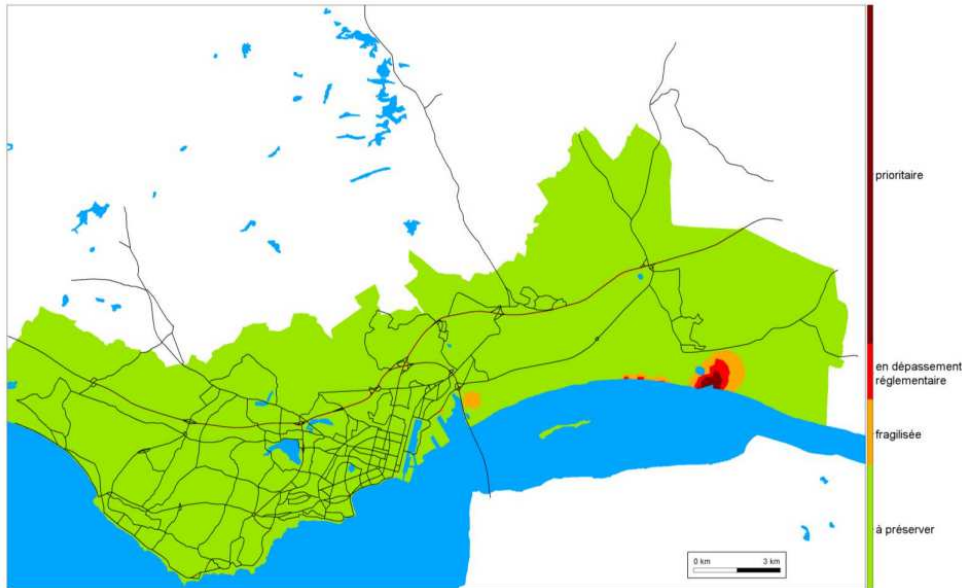 prioritaire
en dépassement
réglementaire
fragilisée
à préserver
0 km 3 km